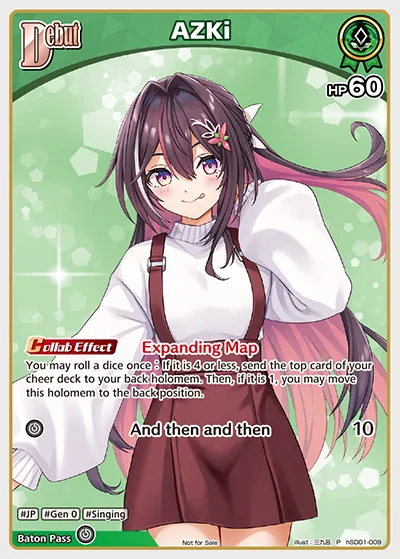 Debut
AZKi
HP60
Collab Effect
Expanding Map
You may roll a dice once : If it is 4 or less, send the top card of your
cheer deck to your back holomem. Then, if it is 1, you may move
this holomem to the back position.
And then and then 10
#JP #Gen 0 #Singing
Baton Pass
Not for Sale
illust : 三九呂 P hSD01-009